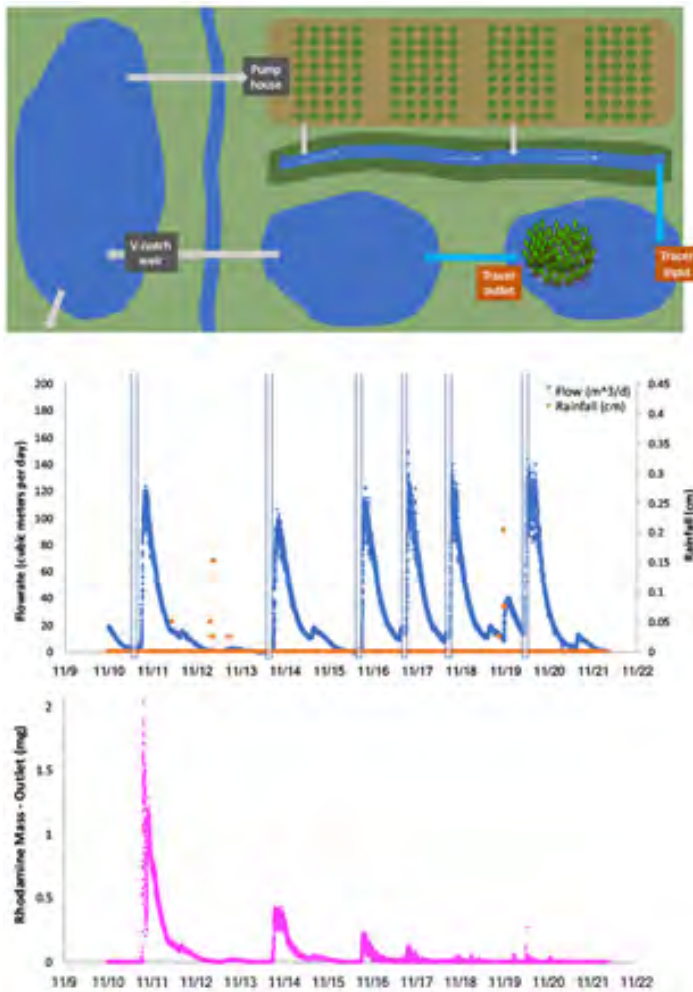 Pump
house
V-notch
weir
Tracer
outlet
Tracer
input
Flowrate (cubic meters per day)
200
180
160
140
120
100
80
60
40
20
0
Flow (m^3/d)
Rainfall (cm)
0.45
0.4
0.35
0.3
0.25
0.2
0.15
0.1
0.05
0
Rainfall (cm)
11/9 11/10 11/11 11/12 11/13 11/14 11/15 11/16 11/17 11/18 11/19 11/20 11/21 11/22
Rhodamine Mass - Outlet (mg)
2
1.5
1
0.5
0
11/9 11/10 11/11 11/12 11/13 11/14 11/15 11/16 11/17 11/18 11/19 11/20 11/21 11/22